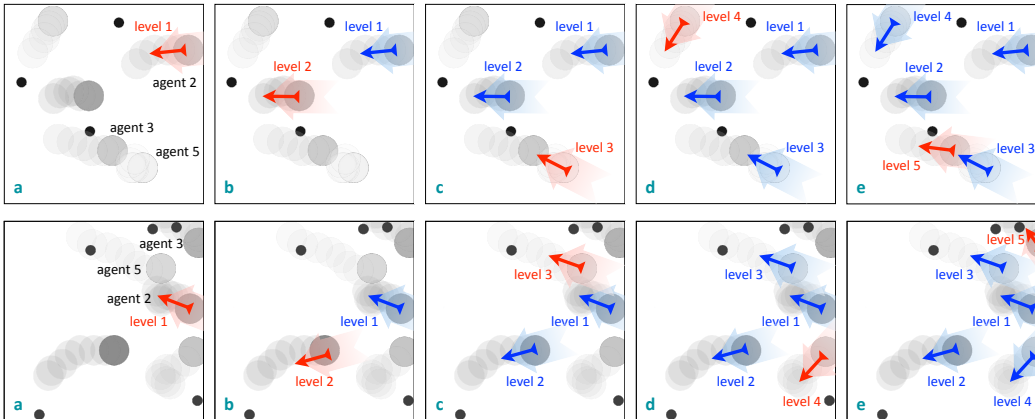 level 1
agent 2
agent 3
agent 5
a
level 1
level 2
b
level 1
level 2
level 3
c
level 4
level 1
level 2
level 3
d
level 4
level 1
level 2
level 3
level 5
e
agent 3
agent 5
agent 2
level 1
a
level 1
level 2
b
level 3
level 1
level 2
c
level 3
level 1
level 2
level 4
d
level 5
level 3
level 1
level 2
level 4
e